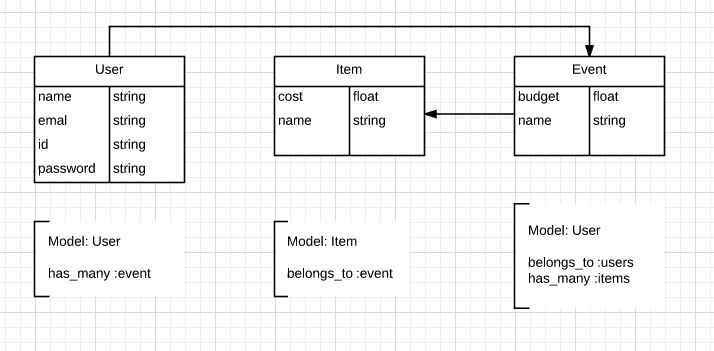 User
name string
emal string
id string
password string
Item
cost float
name string
Event
budget float
name string
Model: User
has_many :event
Model: Item
belongs_to :event
Model: User
belongs_to :users
has_many :items